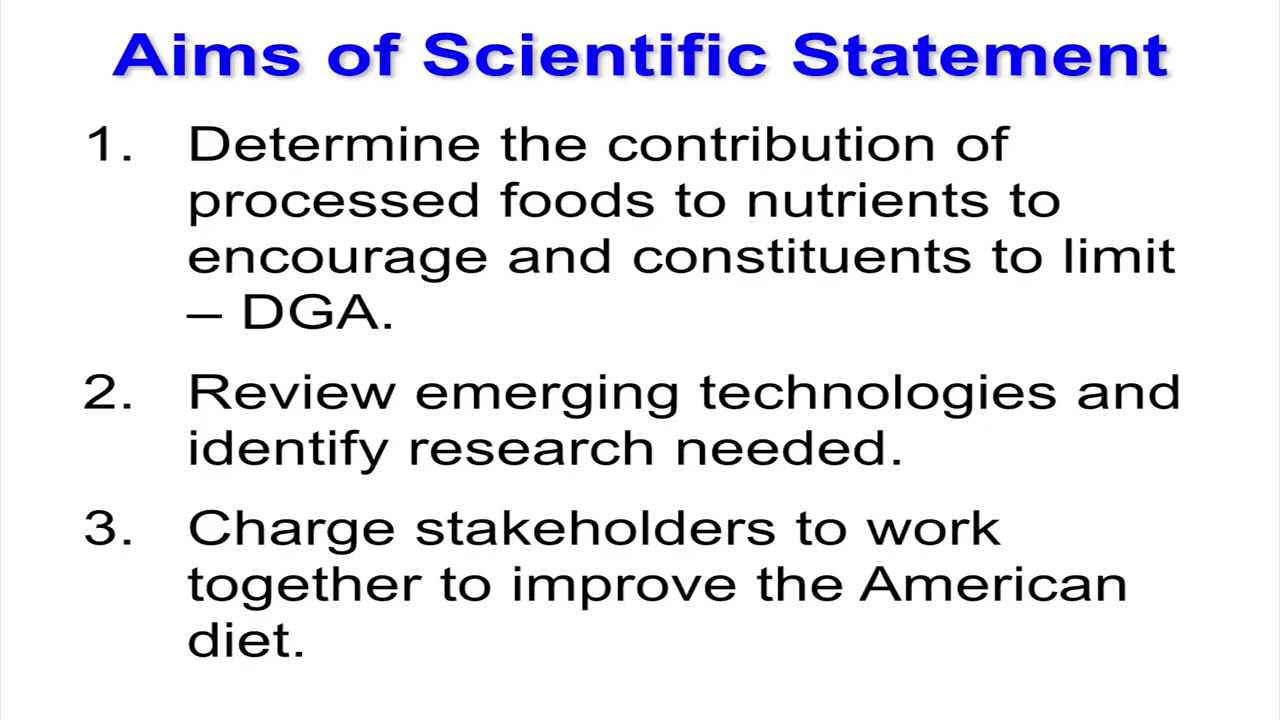 Aims of Scientific Statement
1. Determine the contribution of
processed foods to nutrients to
encourage and constituents to limit
– DGA.
2. Review emerging technologies and
identify research needed.
3. Charge stakeholders to work
together to improve the American
diet.